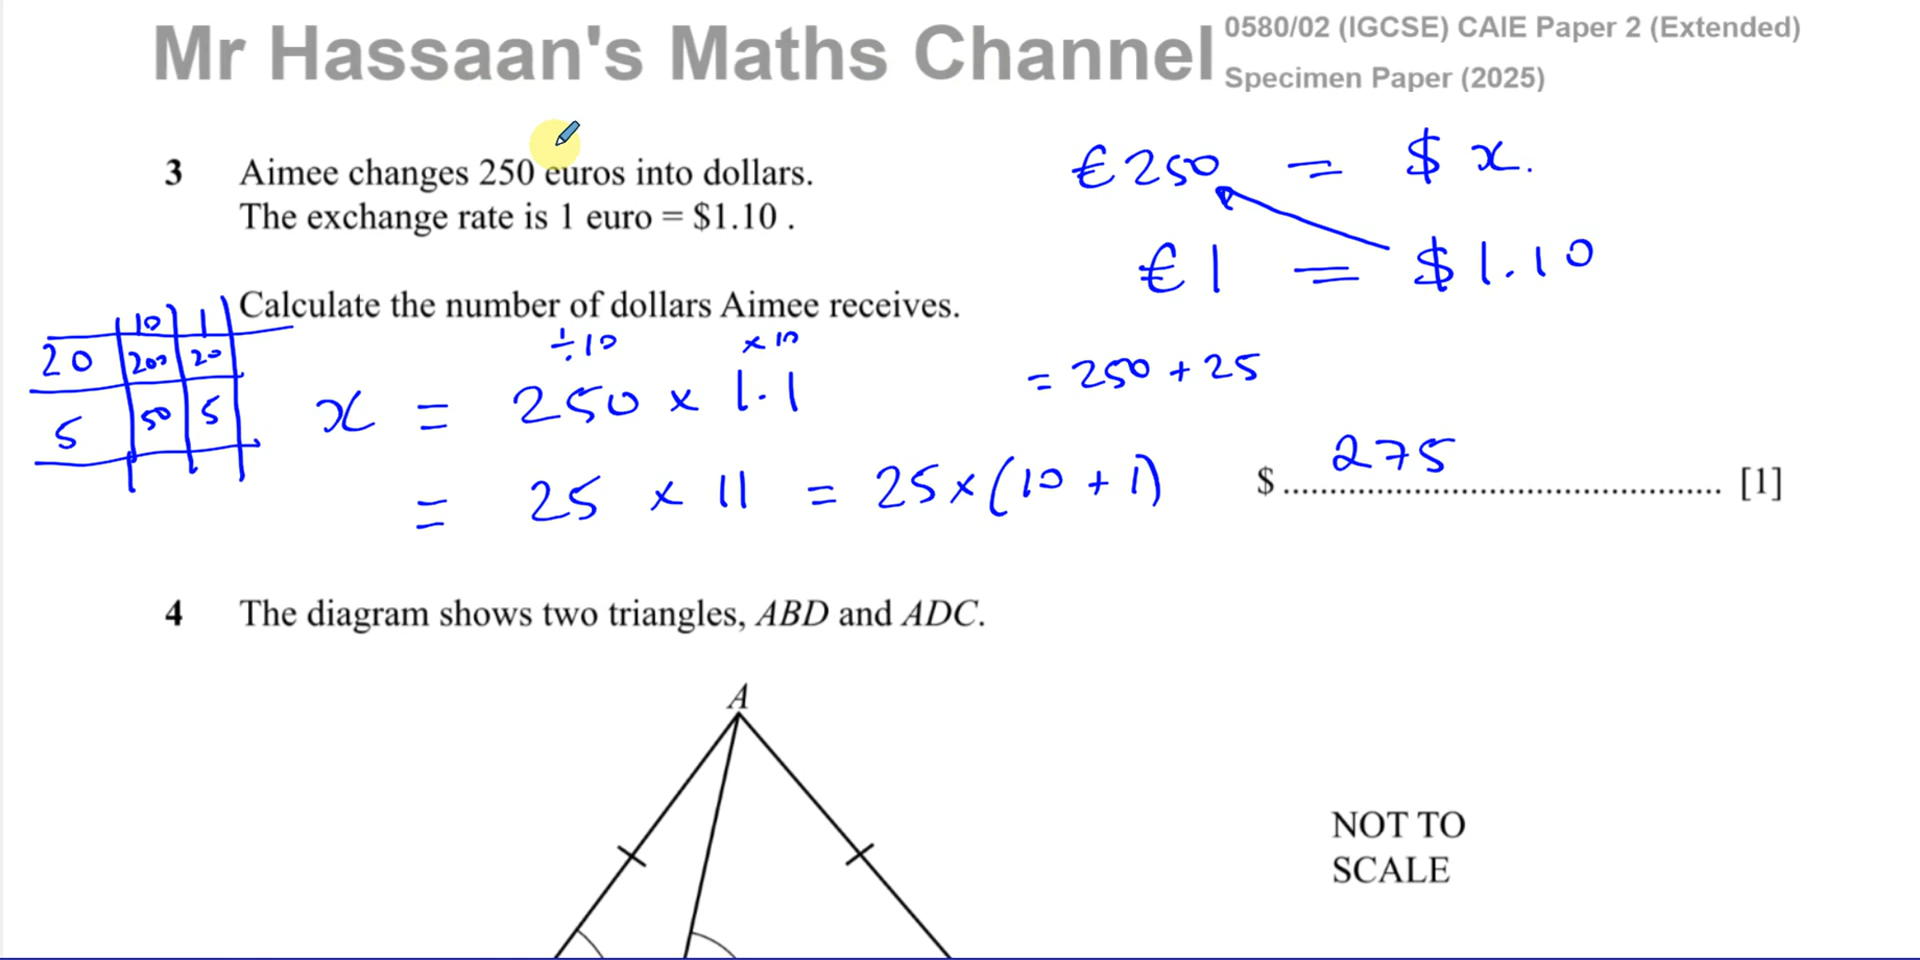 Mr Hassaan's Maths Channel
0580/02 (IGCSE) CAIE Paper 2 (Extended)
Specimen Paper (2025)
3 Aimee changes 250 euros into dollars.
The exchange rate is 1 euro = $1.10 .
€250 = $ x.
€1 = $1.10
Calculate the number of dollars Aimee receives.
10 1
20 200 20
5 50 5
÷10 ×10
x = 250 × 1.1
= 250 + 25
= 25 × 11 = 25×(10 + 1)
$ 275 [1]
4 The diagram shows two triangles, ABD and ADC.
A
NOT TO
SCALE